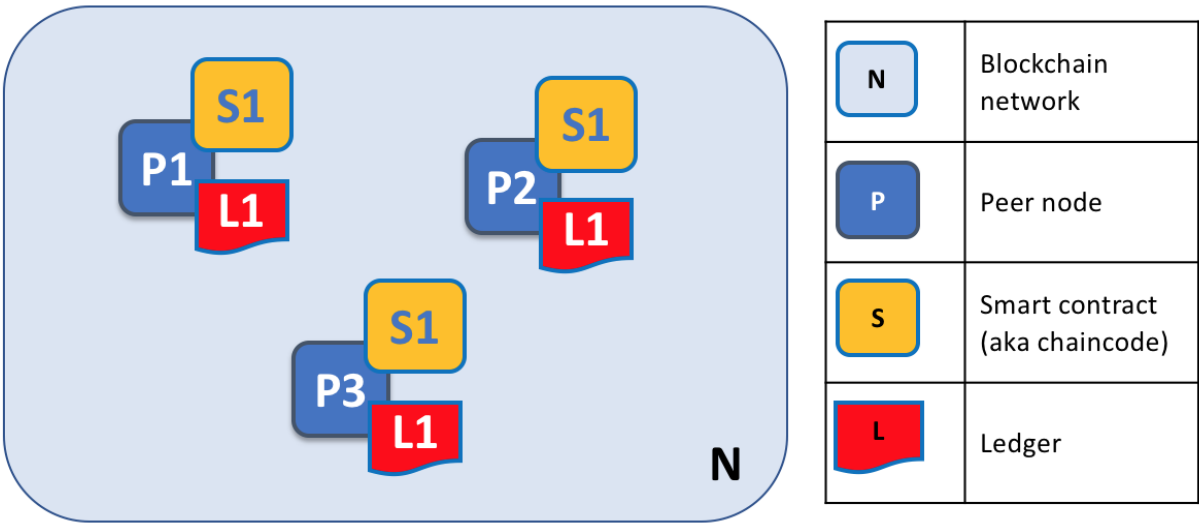 S1
P1
L1
S1
P2
L1
S1
P3
L1
N
N
Blockchain
network
P
Peer node
S
Smart contract
(aka chaincode)
L
Ledger